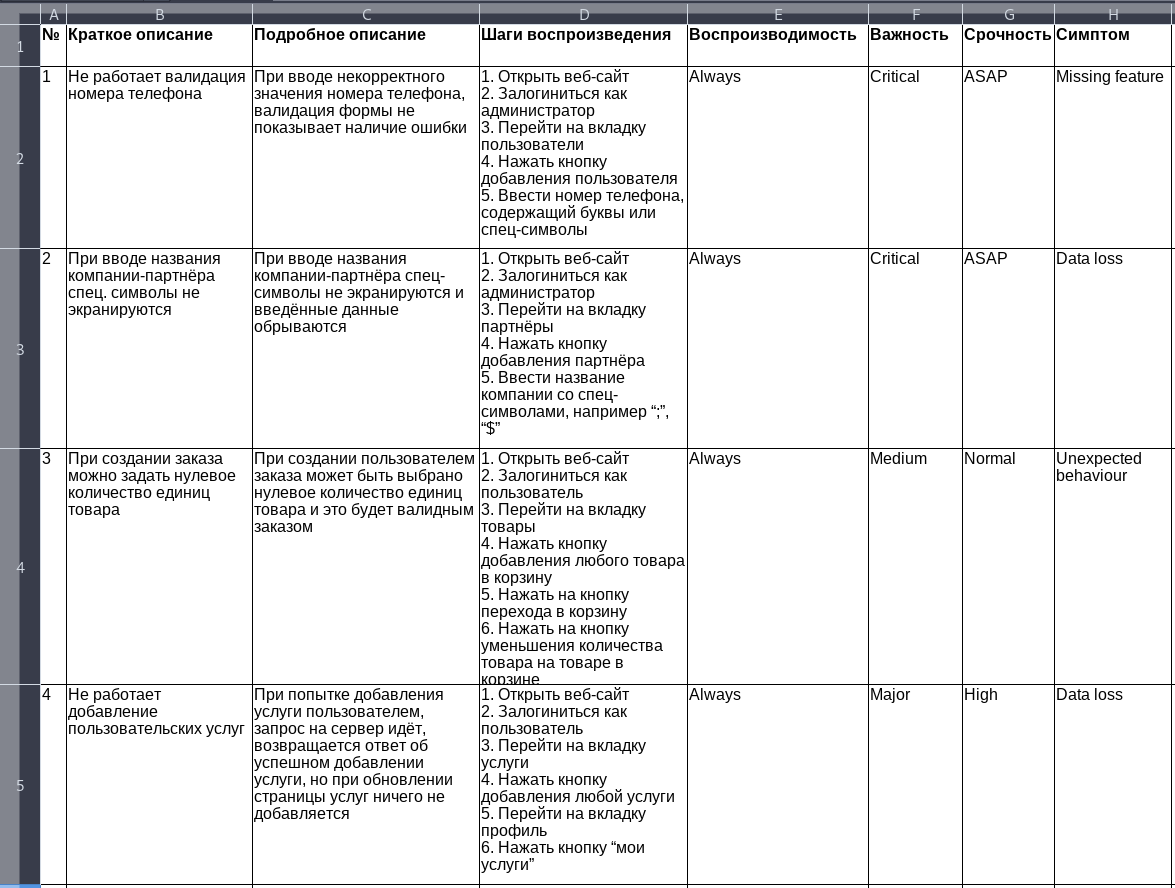 A B C D E F G H
1
№ Краткое описание Подробное описание Шаги воспроизведения Воспроизводимость Важность Срочность Симптом
2
1
Не работает валидация
номера телефона
При вводе некорректного
значения номера телефона,
валидация формы не
показывает наличие ошибки
1. Открыть веб-сайт
2. Залогиниться как
администратор
3. Перейти на вкладку
пользователи
4. Нажать кнопку
добавления пользователя
5. Ввести номер телефона,
содержащий буквы или
спец-символы
Always
Critical
ASAP
Missing feature
3
2
При вводе названия
компании-партнёра
спец. символы не
экранируются
При вводе названия
компании-партнёра спец-
символы не экранируются и
введённые данные
обрываются
1. Открыть веб-сайт
2. Залогиниться как
администратор
3. Перейти на вкладку
партнёры
4. Нажать кнопку
добавления партнёра
5. Ввести название
компании со спец-
символами, например “;”,
“$”
Always
Critical
ASAP
Data loss
4
3
При создании заказа
можно задать нулевое
количество единиц
товара
При создании пользователем
заказа может быть выбрано
нулевое количество единиц
товара и это будет валидным
заказом
1. Открыть веб-сайт
2. Залогиниться как
пользователь
3. Перейти на вкладку
товары
4. Нажать кнопку
добавления любого товара
в корзину
5. Нажать на кнопку
перехода в корзину
6. Нажать на кнопку
уменьшения количества
товара на товаре в
корзине
Always
Medium
Normal
Unexpected
behaviour
5
4
Не работает
добавление
пользовательских услуг
При попытке добавления
услуги пользователем,
запрос на сервер идёт,
возвращается ответ об
успешном добавлении
услуги, но при обновлении
страницы услуг ничего не
добавляется
1. Открыть веб-сайт
2. Залогиниться как
пользователь
3. Перейти на вкладку
услуги
4. Нажать кнопку
добавления любой услуги
5. Перейти на вкладку
профиль
6. Нажать кнопку “мои
услуги”
Always
Major
High
Data loss